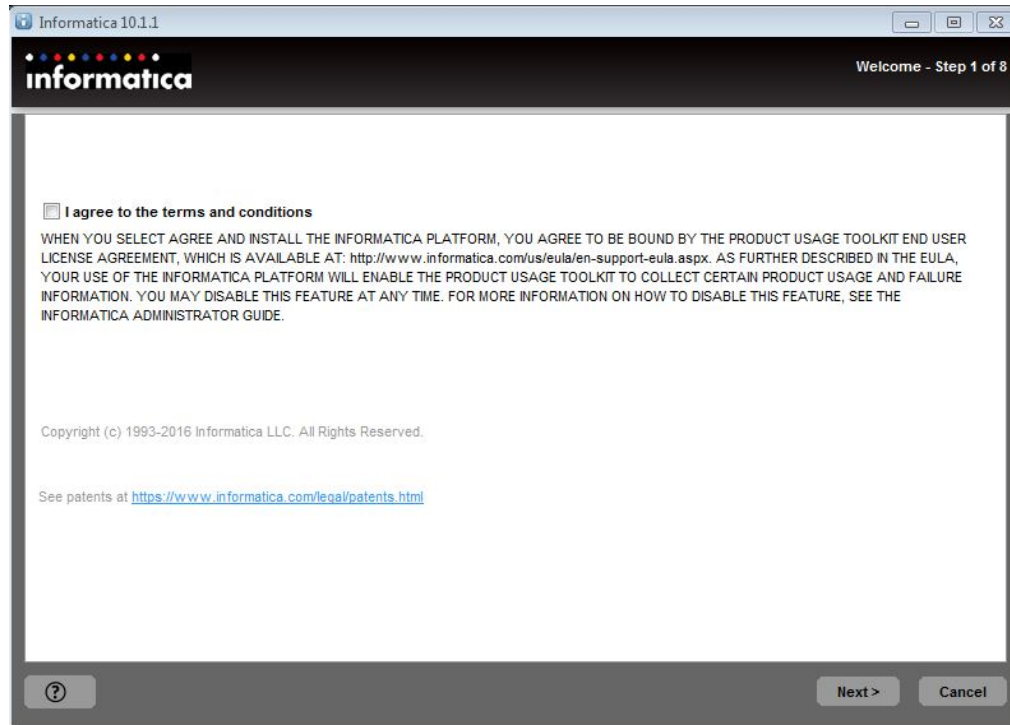 Informatica 10.1.1
informatica
Welcome - Step 1 of 8
I agree to the terms and conditions
WHEN YOU SELECT AGREE AND INSTALL THE INFORMATICA PLATFORM, YOU AGREE TO BE BOUND BY THE PRODUCT USAGE TOOLKIT END USER
LICENSE AGREEMENT, WHICH IS AVAILABLE AT: http://www.informatica.com/us/eula/en-support-eula.aspx. AS FURTHER DESCRIBED IN THE EULA,
YOUR USE OF THE INFORMATICA PLATFORM WILL ENABLE THE PRODUCT USAGE TOOLKIT TO COLLECT CERTAIN PRODUCT USAGE AND FAILURE
INFORMATION. YOU MAY DISABLE THIS FEATURE AT ANY TIME. FOR MORE INFORMATION ON HOW TO DISABLE THIS FEATURE, SEE THE
INFORMATICA ADMINISTRATOR GUIDE.
Copyright (c) 1993-2016 Informatica LLC. All Rights Reserved.
See patents at https://www.informatica.com/legal/patents.html
?
Next >
Cancel